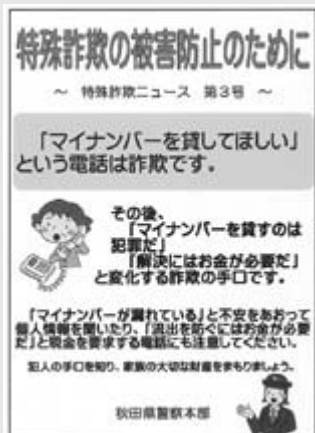 特殊詐欺の被害防止のために
～ 特殊詐欺ニュース 第3号 ～
「マイナンバーを貸してほしい」
という電話は詐欺です。
その後、
「マイナンバーを貸すのは
犯罪だ」
「解決にはお金が必要だ」
と変化する詐欺の手口です。
「マイナンバーが漏れている」と不安をあおって
個人情報を聞いたり、「流出を防ぐにはお金が必要
だ」と現金を要求する電話にも注意してください。
犯人の手口を知り、家族の大切な財産をまもりましょう。
秋田県警察本部